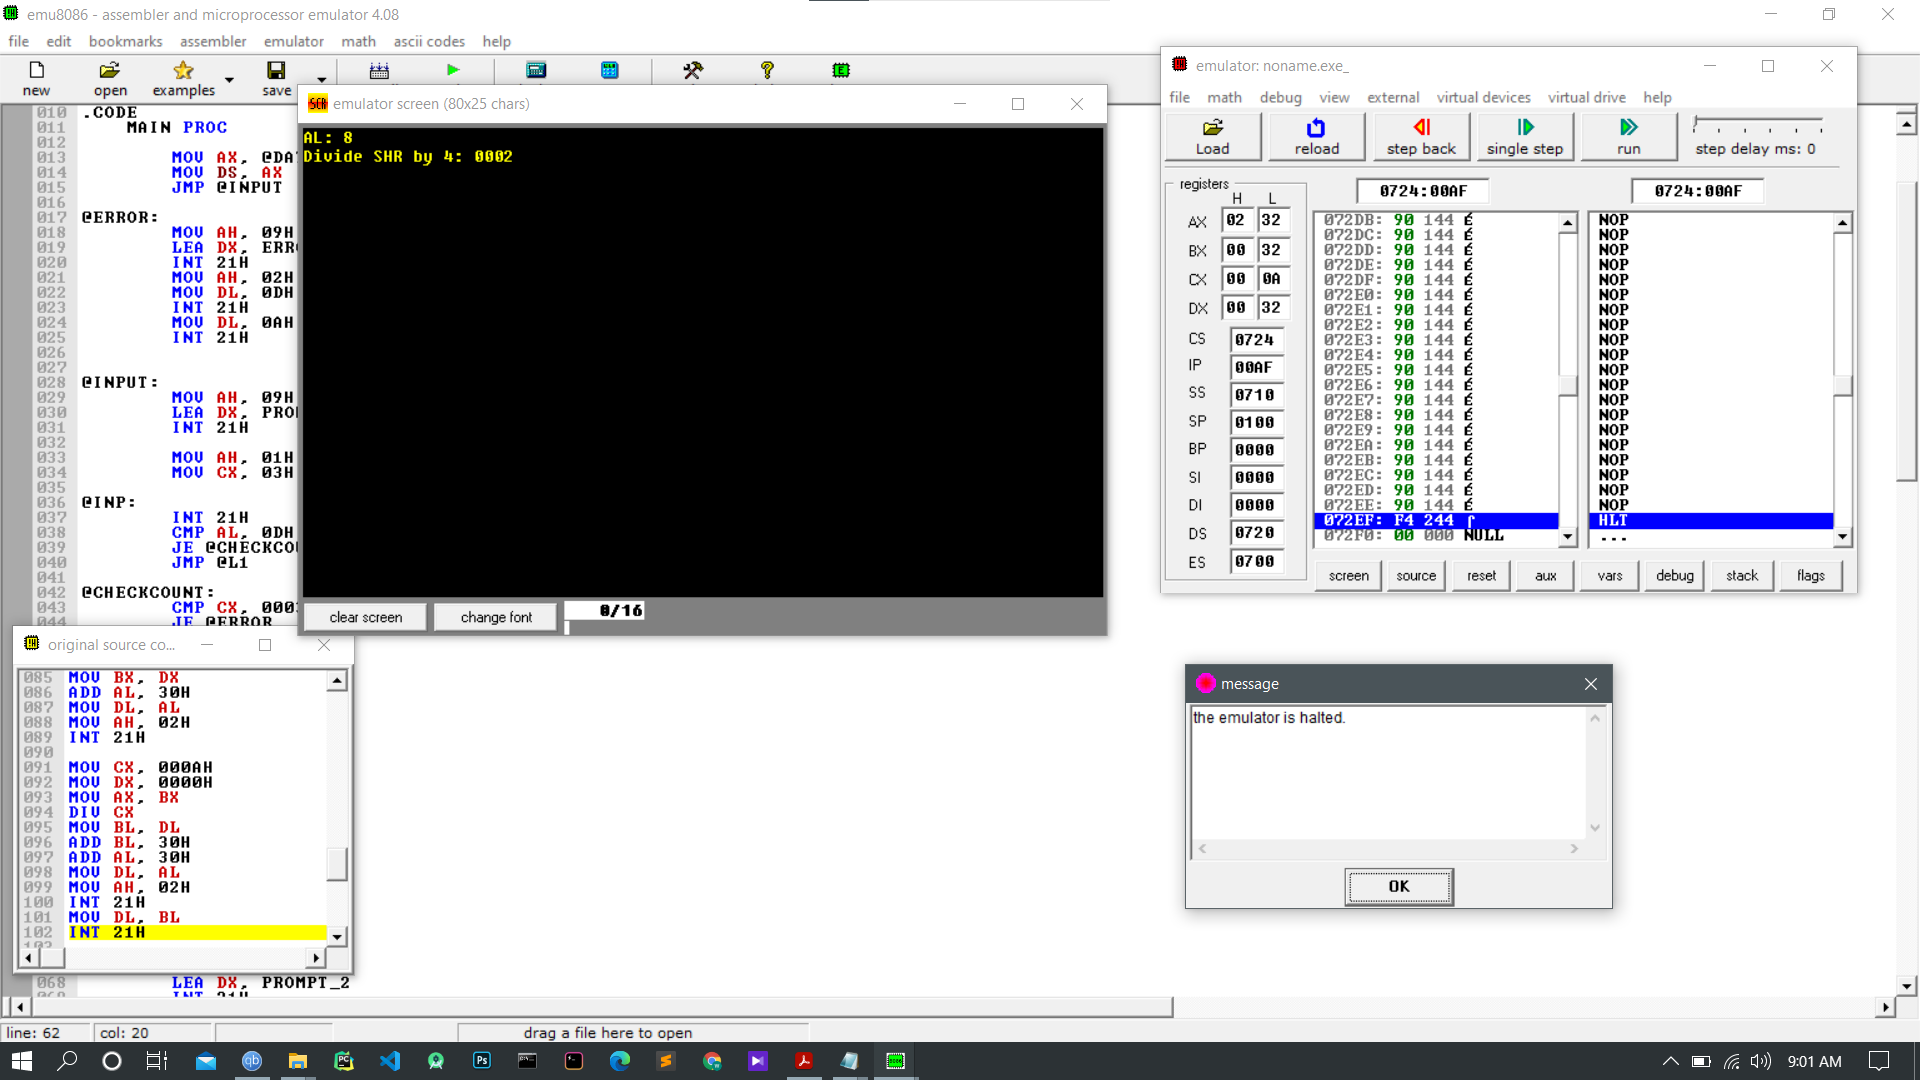 emu8086 - assembler and microprocessor emulator 4.08
file edit bookmarks assembler emulator math ascii codes help
new open examples save
010 .CODE
011 MAIN PROC
012
013 MOV AX, @DA
014 MOV DS, AX
015 JMP @INPUT
016
017 @ERROR:
018 MOV AH, 09H
019 LEA DX, ERR
020 INT 21H
021 MOV AH, 02H
022 MOV DL, 0DH
023 INT 21H
024 MOV DL, 0AH
025 INT 21H
026
027
028 @INPUT:
029 MOV AH, 09H
030 LEA DX, PRO
031 INT 21H
032
033 MOV AH, 01H
034 MOV CX, 03H
035
036 @INP:
037 INT 21H
038 CMP AL, 0DH
039 JE @CHECKCO
040 JMP @L1
041
042 @CHECKCOUNT:
043 CMP CX, 000
044 JE @ERROR
emulator screen (80x25 chars)
AL: 8
Divide SHR by 4: 0002
clear screen change font 0/16
original source co...
085 MOV BX, DX
086 ADD AL, 30H
087 MOV DL, AL
088 MOV AH, 02H
089 INT 21H
090
091 MOV CX, 000AH
092 MOV DX, 0000H
093 MOV AX, BX
094 DIV CX
095 MOV BL, DL
096 ADD BL, 30H
097 ADD AL, 30H
098 MOV DL, AL
099 MOV AH, 02H
100 INT 21H
101 MOV DL, BL
102 INT 21H
068 LEA DX, PROMPT_2
INT 21H
emulator: noname.exe_
file math debug view external virtual devices virtual drive help
Load reload step back single step run step delay ms: 0
registers
H L
AX 02 32
BX 00 32
CX 00 0A
DX 00 32
CS 0724
IP 00AF
SS 0710
SP 0100
BP 0000
SI 0000
DI 0000
DS 0720
ES 0700
0724:00AF 0724:00AF
072DB: 90 144 É NOP
072DC: 90 144 É NOP
072DD: 90 144 É NOP
072DE: 90 144 É NOP
072DF: 90 144 É NOP
072E0: 90 144 É NOP
072E1: 90 144 É NOP
072E2: 90 144 É NOP
072E3: 90 144 É NOP
072E4: 90 144 É NOP
072E5: 90 144 É NOP
072E6: 90 144 É NOP
072E7: 90 144 É NOP
072E8: 90 144 É NOP
072E9: 90 144 É NOP
072EA: 90 144 É NOP
072EB: 90 144 É NOP
072EC: 90 144 É NOP
072ED: 90 144 É NOP
072EE: 90 144 É NOP
072EF: F4 244 ⌠ HLT
072F0: 00 000 NULL ...
screen source reset aux vars debug stack flags
message
the emulator is halted.
OK
line: 62 col: 20 drag a file here to open
9:01 AM